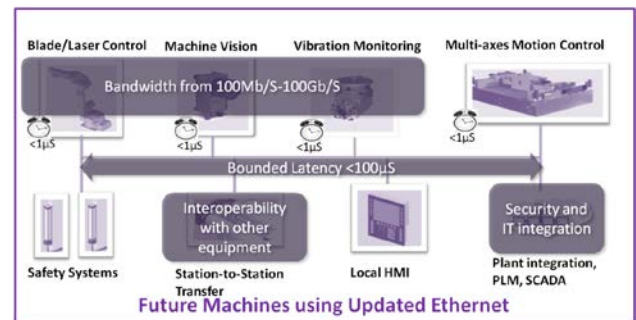 Blade/Laser Control
Machine Vision
Vibration Monitoring
Multi-axes Motion Control
Bandwidth from 100Mb/S-100Gb/S
<1µS
<1µS
<1µS
<1µS
Bounded Latency <100µS
Interoperability
with other
equipment
Security and
IT integration
Safety Systems
Station-to-Station
Transfer
Local HMI
Plant integration,
PLM, SCADA
Future Machines using Updated Ethernet